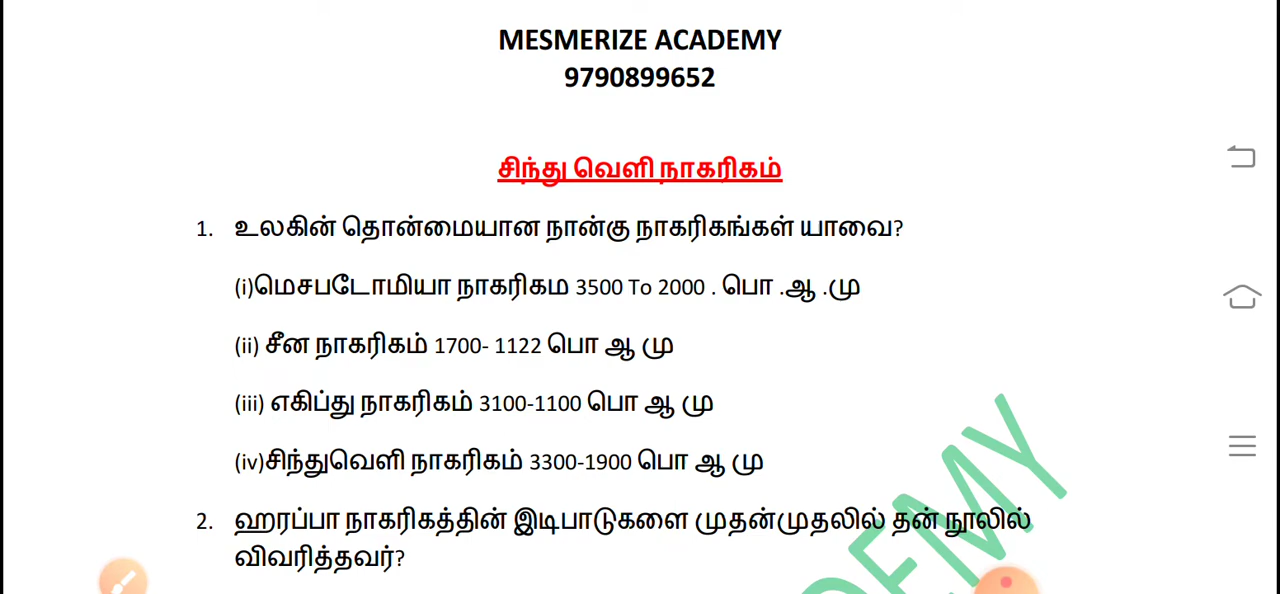 MESMERIZE ACADEMY
9790899652
சிந்து வெளி நாகரிகம்
1. உலகின் தொன்மையான நான்கு நாகரிகங்கள் யாவை?
(i)மெசபடோமியா நாகரிகம 3500 To 2000 . பொ .ஆ .மு
(ii) சீன நாகரிகம் 1700- 1122 பொ ஆ மு
(iii) எகிப்து நாகரிகம் 3100-1100 பொ ஆ மு
(iv)சிந்துவெளி நாகரிகம் 3300-1900 பொ ஆ மு
2. ஹரப்பா நாகரிகத்தின் இடிபாடுகளை முதன்முதலில் தன் நூலில்
விவரித்தவர்?